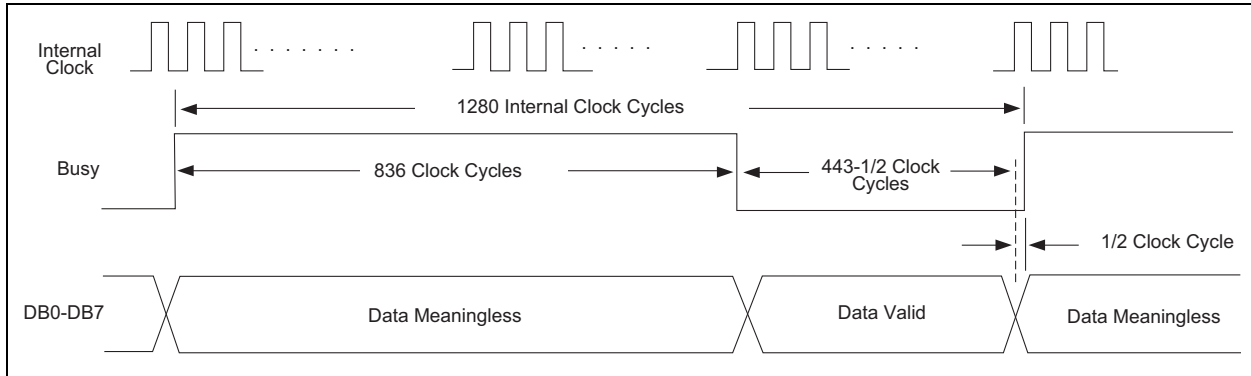 Internal
Clock
1280 Internal Clock Cycles
Busy
836 Clock Cycles
443-1/2 Clock
Cycles
1/2 Clock Cycle
DB0-DB7
Data Meaningless
Data Valid
Data Meaningless